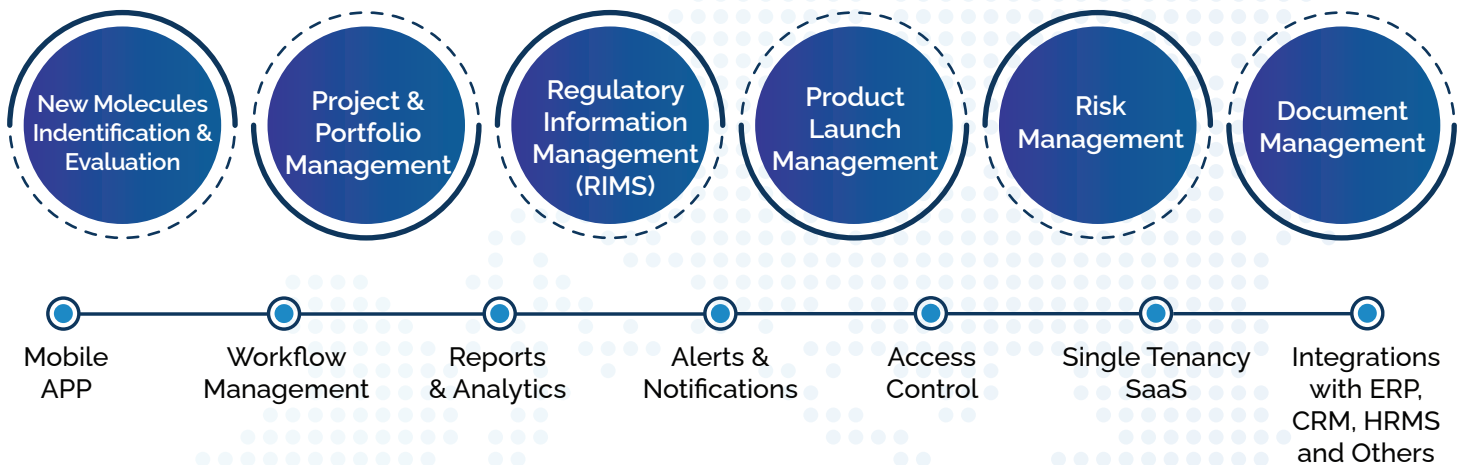 New Molecules
Indentification &
Evaluation
Project &
Portfolio
Management
Regulatory
Information
Management
(RIMS)
Product
Launch
Management
Risk
Management
Document
Management
Mobile
APP
Workflow
Management
Reports
& Analytics
Alerts &
Notifications
Access
Control
Single Tenancy
SaaS
Integrations
with ERP,
CRM, HRMS
and Others